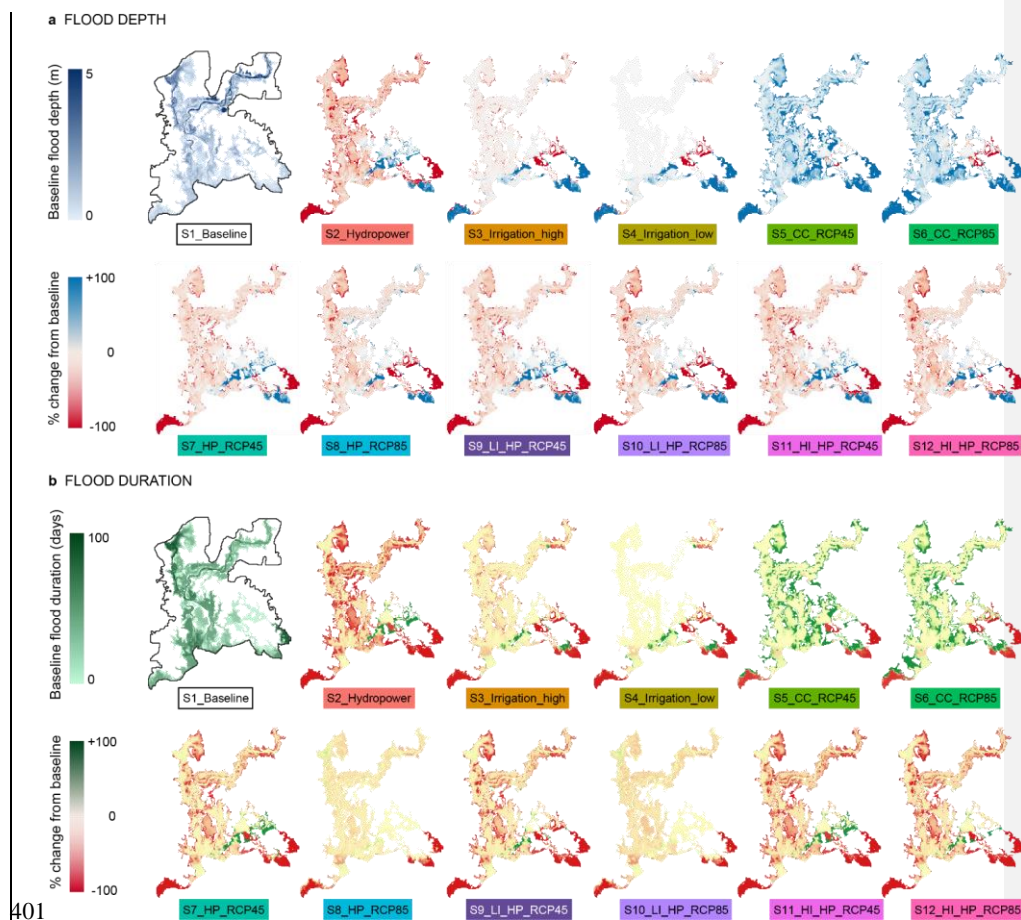 a FLOOD DEPTH
Baseline flood depth (m)
5
0
S1_Baseline
S2_Hydropower
S3_Irrigation_high
S4_Irrigation_low
S5_CC_RCP45
S6_CC_RCP85
% change from baseline
+100
0
-100
S7_HP_RCP45
S8_HP_RCP85
S9_LI_HP_RCP45
S10_LI_HP_RCP85
S11_HI_HP_RCP45
S12_HI_HP_RCP85
b FLOOD DURATION
Baseline flood duration (days)
100
0
S1_Baseline
S2_Hydropower
S3_Irrigation_high
S4_Irrigation_low
S5_CC_RCP45
S6_CC_RCP85
% change from baseline
+100
0
-100
S7_HP_RCP45
S8_HP_RCP85
S9_LI_HP_RCP45
S10_LI_HP_RCP85
S11_HI_HP_RCP45
S12_HI_HP_RCP85
401